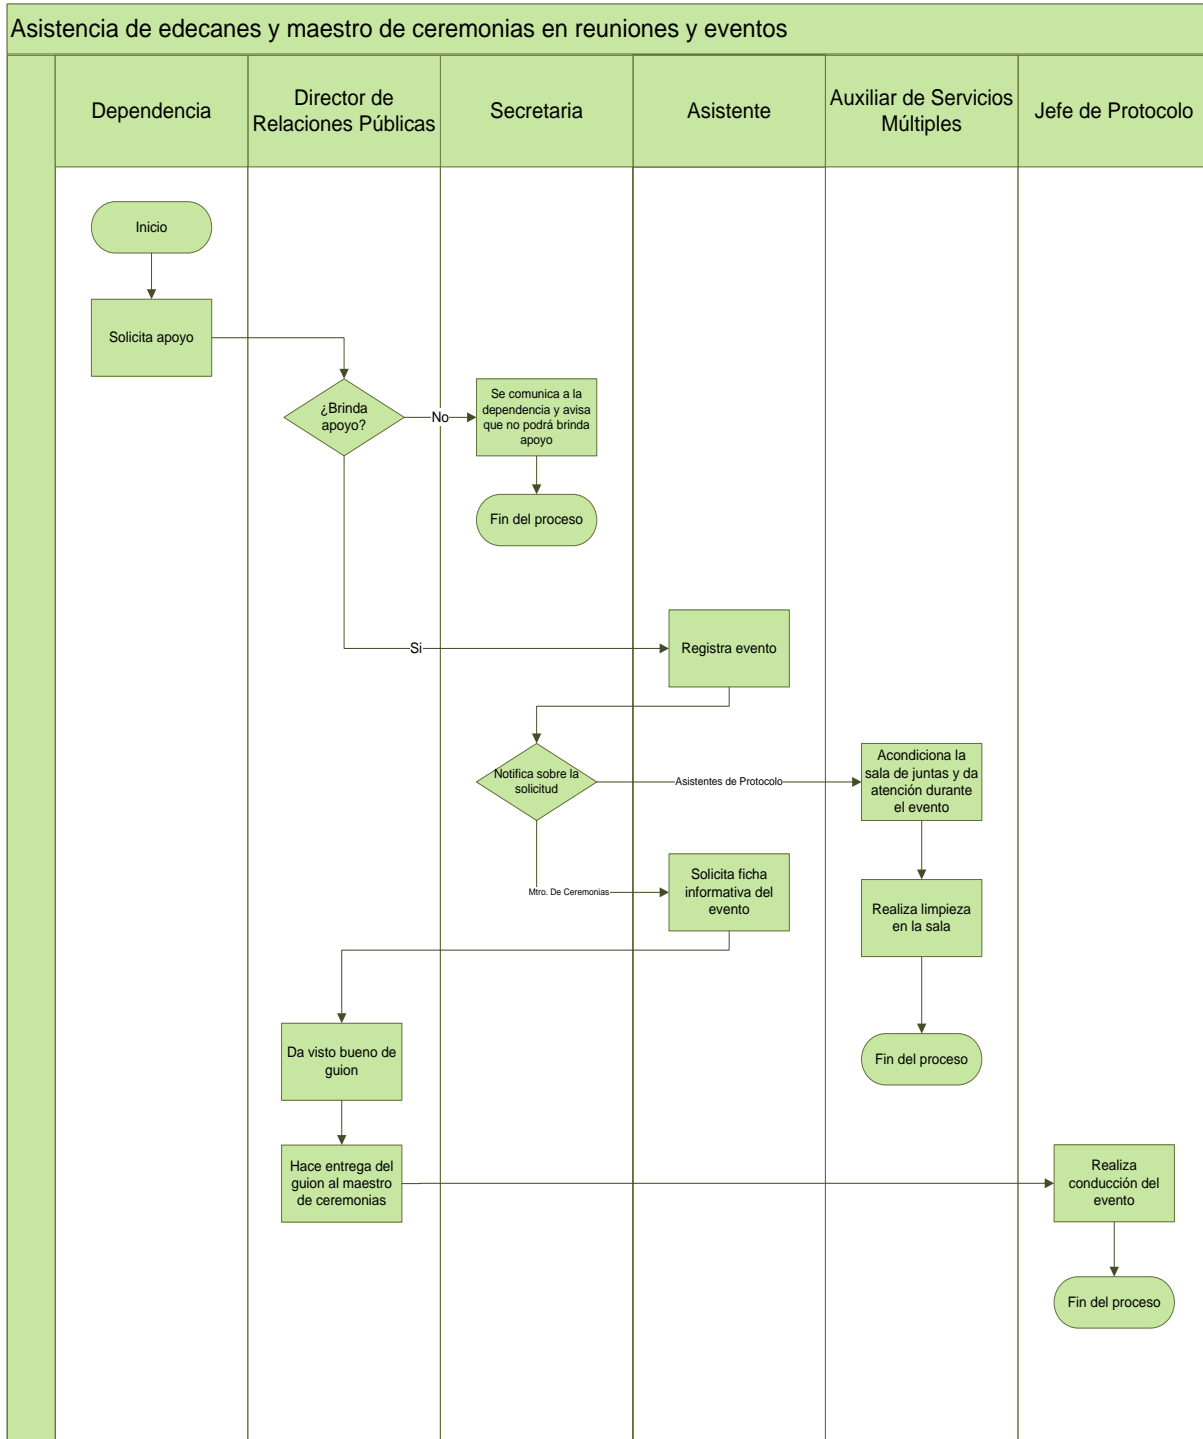 Asistencia de edecanes y maestro de ceremonias en reuniones y eventos
Dependencia
Director de
Relaciones Públicas
Secretaria
Asistente
Auxiliar de Servicios
Múltiples
Jefe de Protocolo
Inicio
Solicita apoyo
¿Brinda
apoyo?
No
Se comunica a la
dependencia y avisa
que no podrá brinda
apoyo
Fin del proceso
Si
Registra evento
Notifica sobre la
solicitud
Asistentes de Protocolo
Acondiciona la
sala de juntas y da
atención durante
el evento
Mtro. De Ceremonias
Solicita ficha
informativa del
evento
Realiza limpieza
en la sala
Da visto bueno de
guion
Fin del proceso
Hace entrega del
guion al maestro
de ceremonias
Realiza
conducción del
evento
Fin del proceso